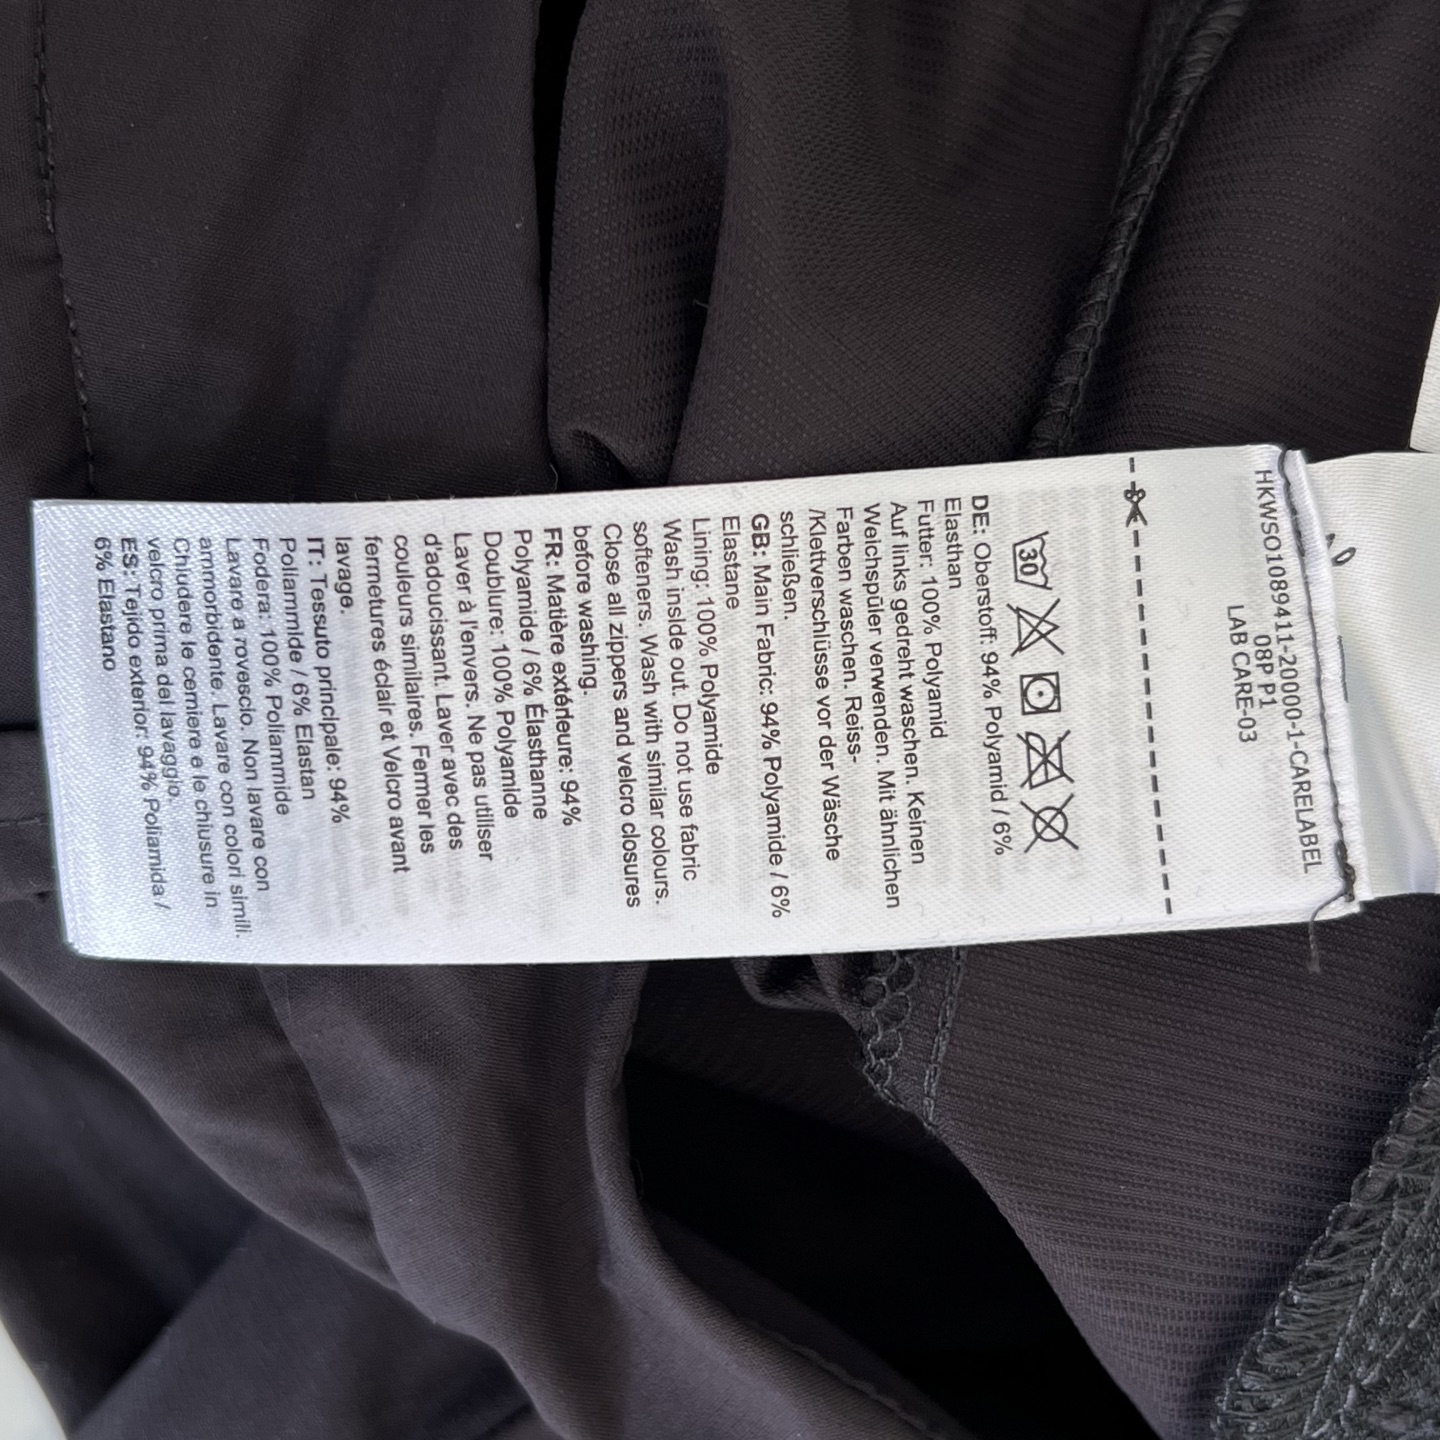 HKWSO1089411-20000-1-CARELABEL
08P P1
LAB CARE-03
30
DE: Oberstoff: 94% Polyamid / 6%
Elasthan
Futter: 100% Polyamid
Auf links gedreht waschen. Keinen
Weichspüler verwenden. Mit ähnlichen
Farben waschen. Reiss-
/Klettverschlüsse vor der Wäsche
schließen.
GB: Main Fabric: 94% Polyamide / 6%
Elastane
Lining: 100% Polyamide
Wash inside out. Do not use fabric
softeners. Wash with similar colours.
Close all zippers and velcro closures
before washing.
FR: Matière extérieure: 94%
Polyamide / 6% Élasthanne
Doublure: 100% Polyamide
Laver à l'envers. Ne pas utiliser
d'adoucissant. Laver avec des
couleurs similaires. Fermer les
fermetures éclair et Velcro avant
lavage.
IT: Tessuto principale: 94%
Poliammide / 6% Elastan
Fodera: 100% Poliammide
Lavare a rovescio. Non lavare con
ammorbidente. Lavare con colori simili.
Chiudere le cerniere e le chiusure in
velcro prima del lavaggio.
ES: Tejido exterior: 94% Poliamida /
6% Elastano